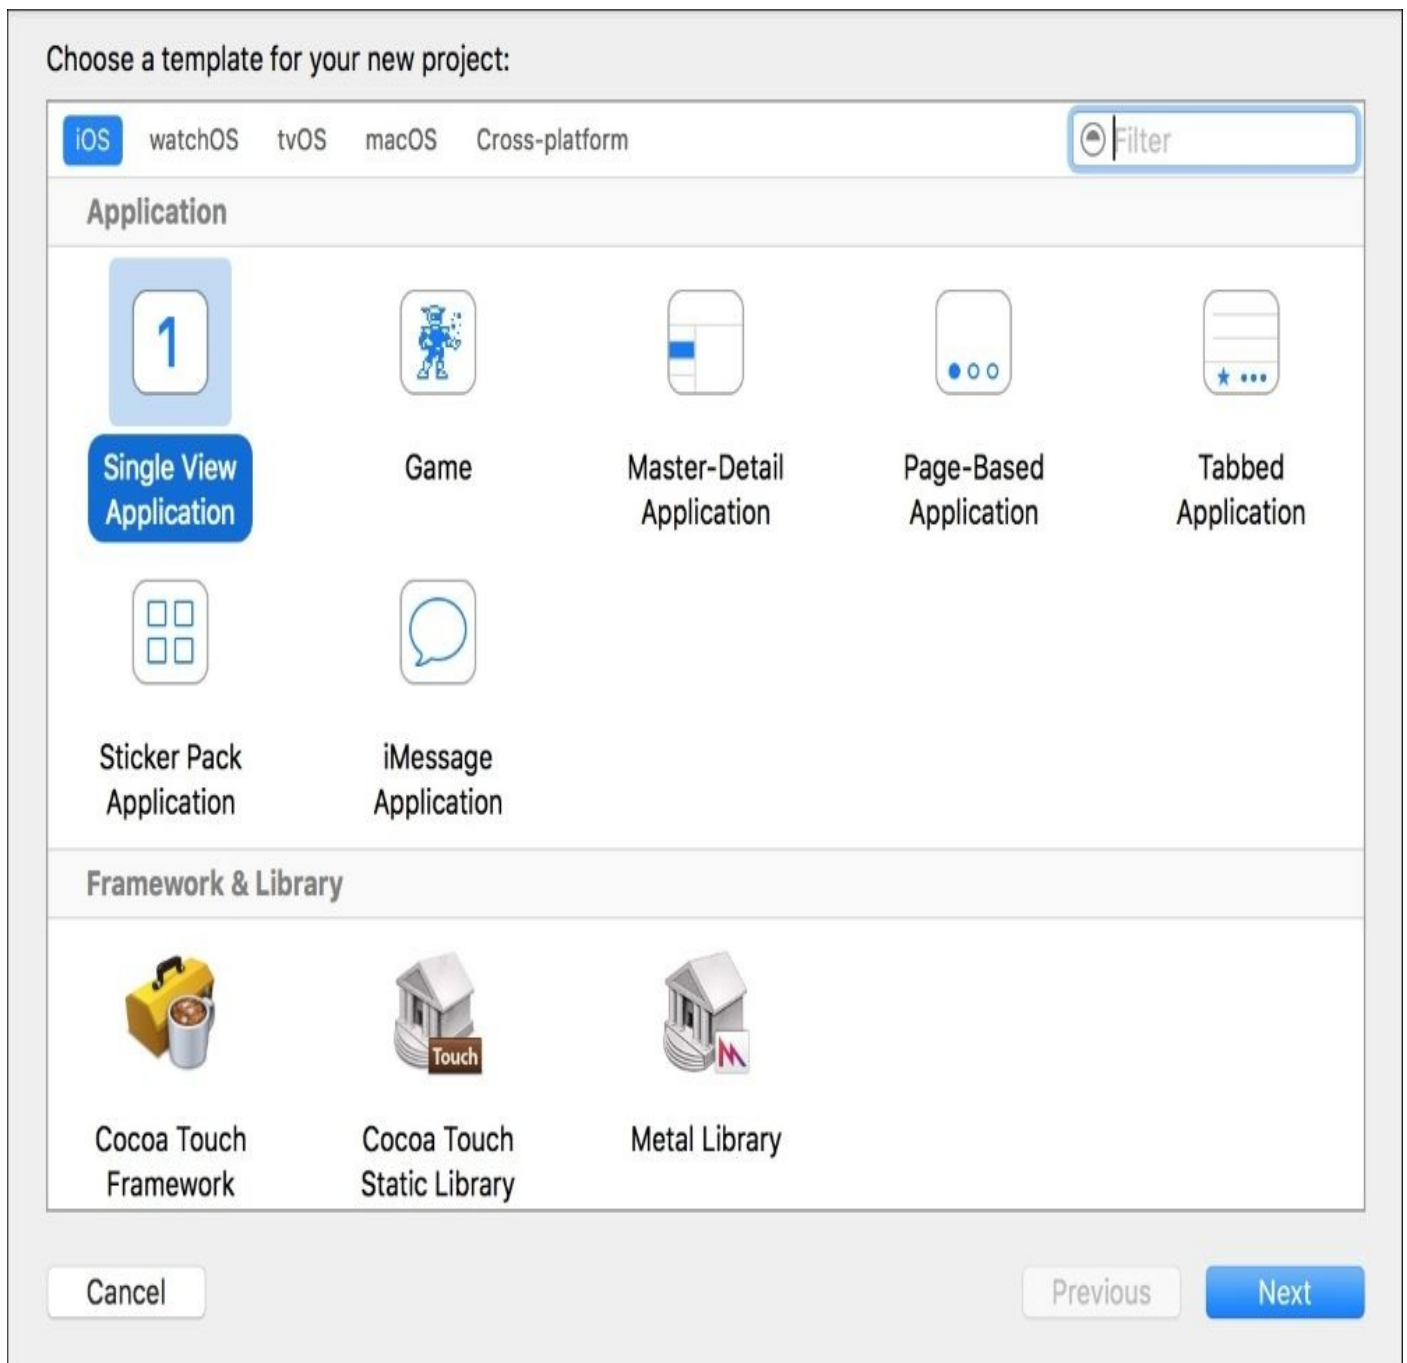 Choose a template for your new project:
iOS watchOS tvOS macOS Cross-platform Filter
Application
1
Single View Application
Game
Master-Detail Application
Page-Based Application
Tabbed Application
Sticker Pack Application
iMessage Application
Framework & Library
Touch
Cocoa Touch Framework
Cocoa Touch Static Library
Metal Library
Cancel Previous Next